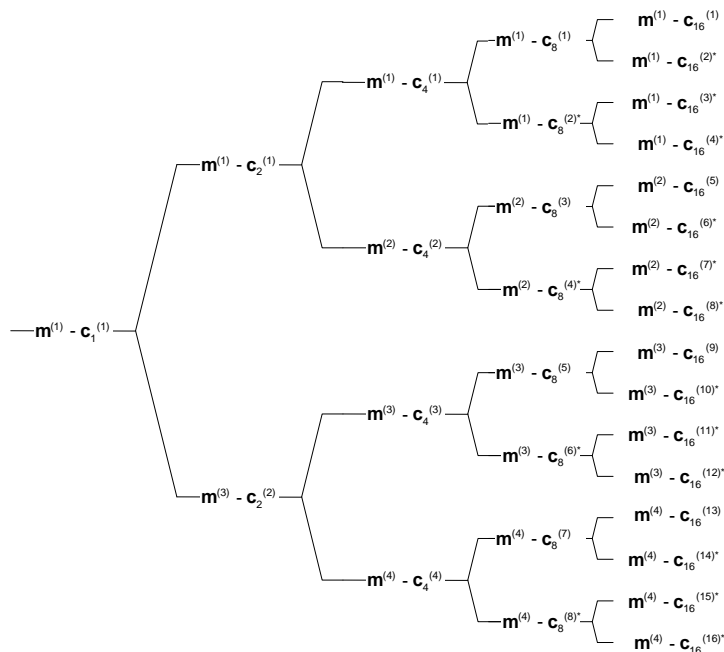 m(1) - c1(1)
m(1) - c2(1)
m(3) - c2(2)
m(1) - c4(1)
m(2) - c4(2)
m(3) - c4(3)
m(4) - c4(4)
m(1) - c8(1)
m(1) - c8(2)*
m(2) - c8(3)
m(2) - c8(4)*
m(3) - c8(5)
m(3) - c8(6)*
m(4) - c8(7)
m(4) - c8(8)*
m(1) - c16(1)
m(1) - c16(2)*
m(1) - c16(3)*
m(1) - c16(4)*
m(2) - c16(5)
m(2) - c16(6)*
m(2) - c16(7)*
m(2) - c16(8)*
m(3) - c16(9)
m(3) - c16(10)*
m(3) - c16(11)*
m(3) - c16(12)*
m(4) - c16(13)
m(4) - c16(14)*
m(4) - c16(15)*
m(4) - c16(16)*